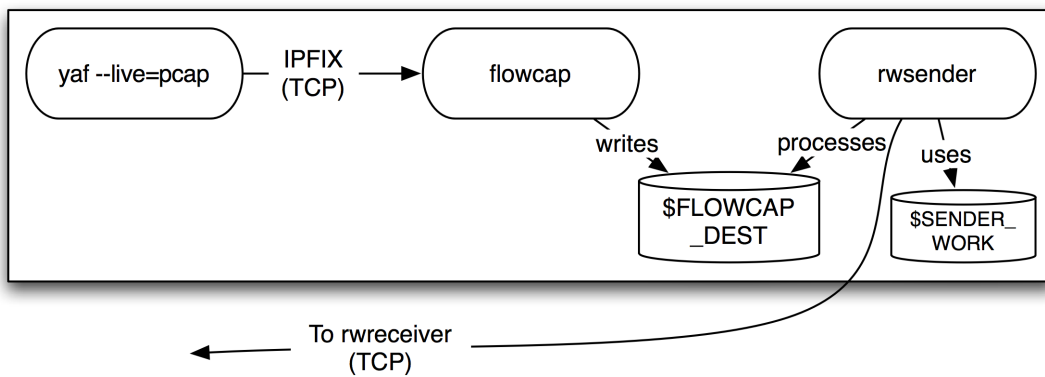 yaf --live=pcap
IPFIX
(TCP)
flowcap
rwsender
writes
processes
uses
$FLOWCAP
_DEST
$SENDER_
WORK
To rwreceiver
(TCP)